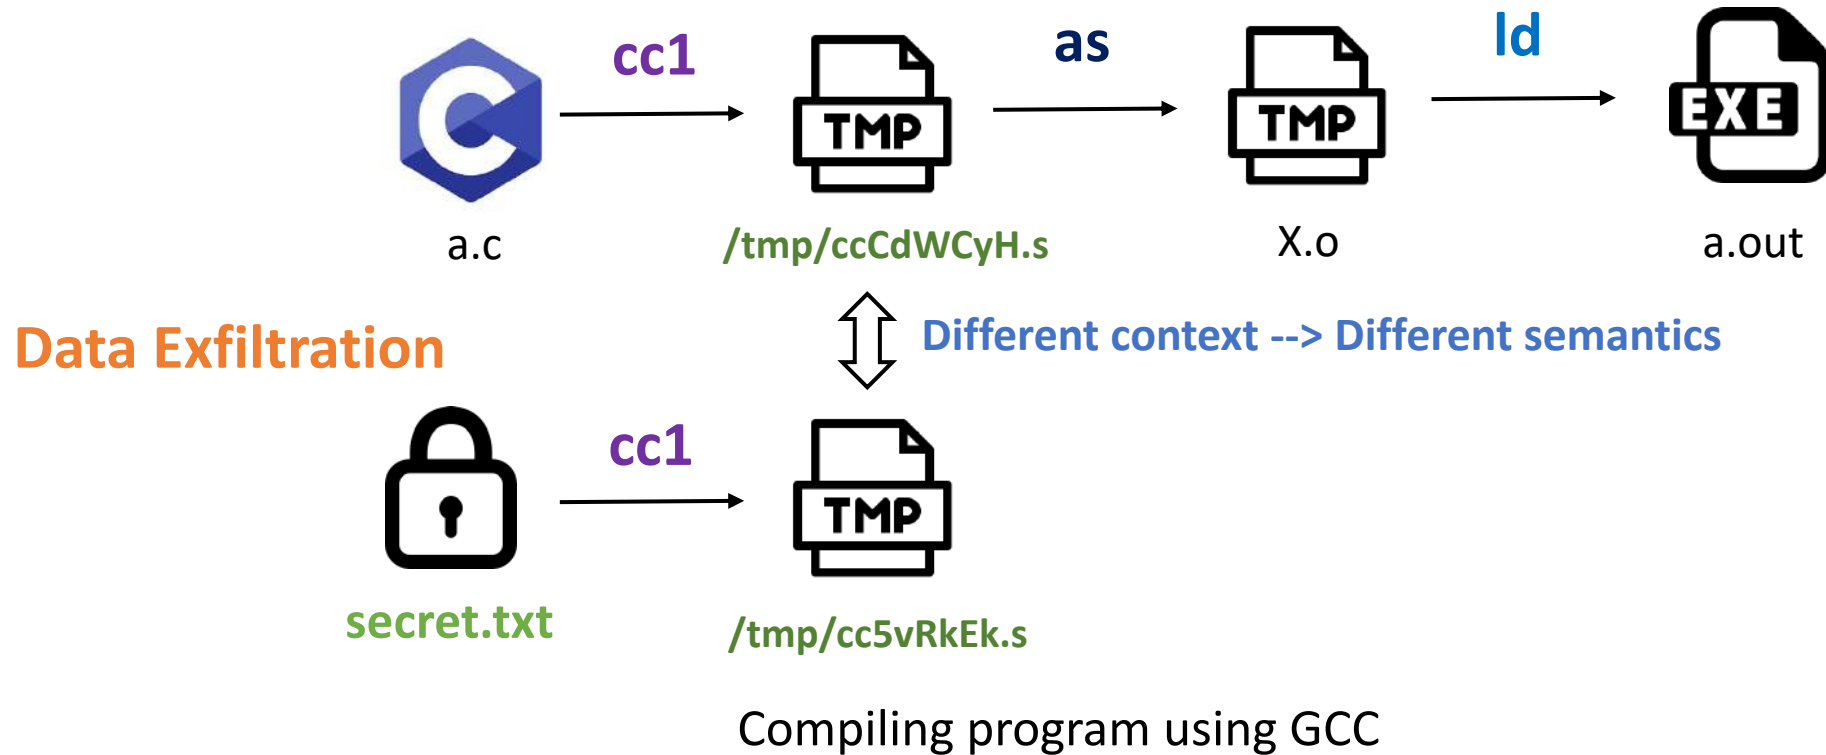 cc1
as
ld
TMP
TMP
EXE
a.c
/tmp/ccCdWCyH.s
X.o
a.out
Data Exfiltration
Different context --> Different semantics
cc1
TMP
secret.txt
/tmp/cc5vRkEk.s
Compiling program using GCC